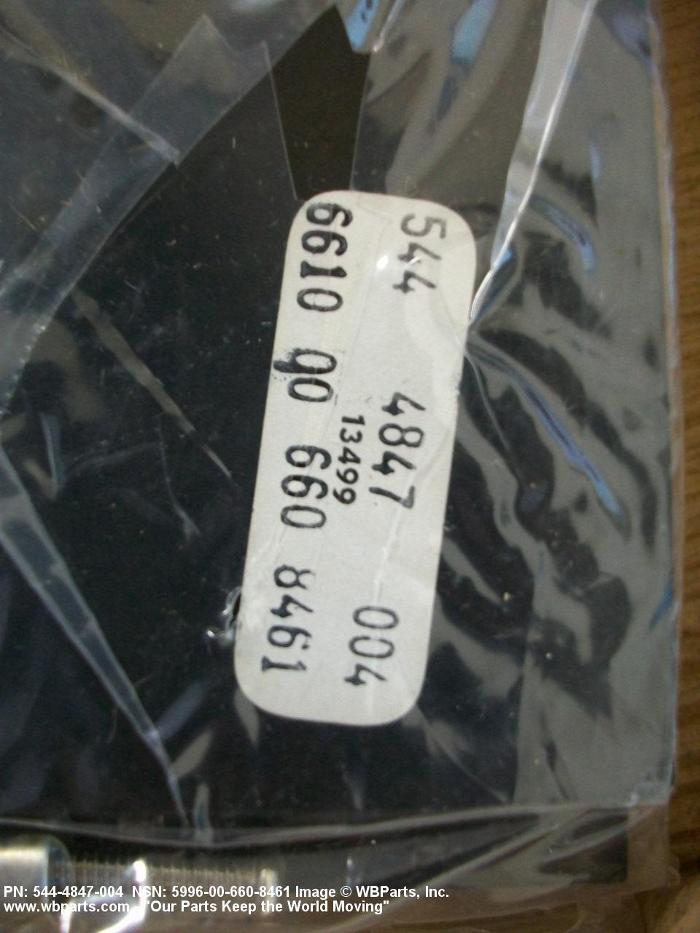 544 4847 004
13499
6610 00 660 8461
PN: 544-4847-004 NSN: 5996-00-660-8461 Image © WBParts, Inc.
www.wbparts.com - "Our Parts Keep the World Moving"